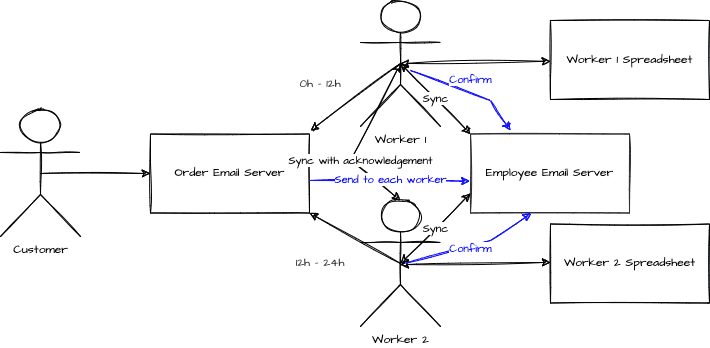 Worker 1 Spreadsheet
Confirm
0h - 12h
Sync
Worker 1
Sync with acknowledgement
Order Email Server
Send to each worker
Employee Email Server
Customer
Sync
Confirm
12h - 24h
Worker 2 Spreadsheet
Worker 2